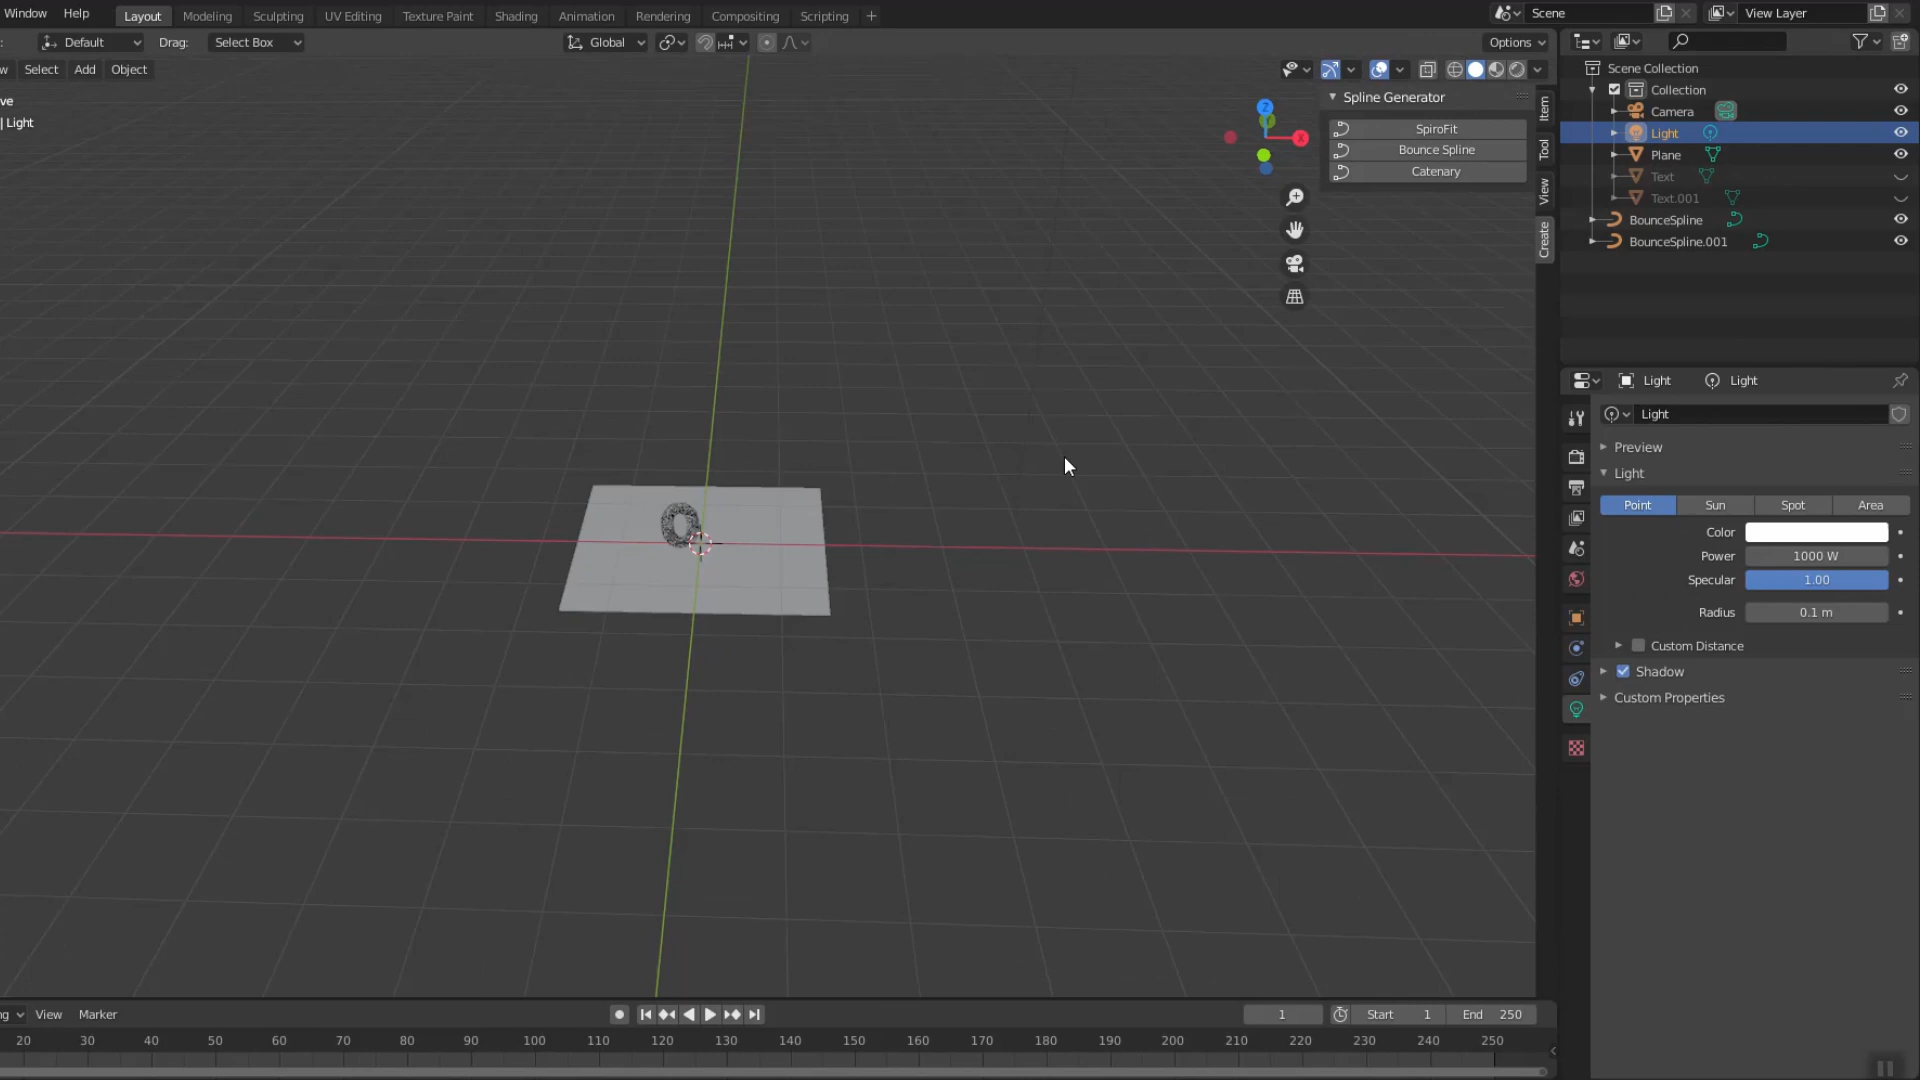 Window Help Layout Modeling Sculpting UV Editing Texture Paint Shading Animation Rendering Compositing Scripting + Scene View Layer
: Default Drag: Select Box Global Options
w Select Add Object
ve
| Light
Spline Generator
SpiroFit
Bounce Spline
Catenary
Item
Tool
View
Create
Z
X
Scene Collection
Collection
Camera
Light
Plane
Text
Text.001
BounceSpline
BounceSpline.001
Light Light
Light
Preview
Light
Point Sun Spot Area
Color
Power 1000 W
Specular 1.00
Radius 0.1 m
Custom Distance
Shadow
Custom Properties
ng View Marker 1 Start 1 End 250
20 30 40 50 60 70 80 90 100 110 120 130 140 150 160 170 180 190 200 210 220 230 240 250